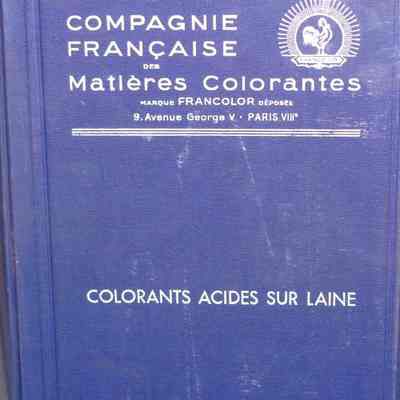 COMPAGNIE
FRANÇAISE
DES
Matières Colorantes
MARQUE FRANCOLOR DÉPOSÉE
9, Avenue George V · PARIS VIIIᵉ
COLORANTS ACIDES SUR LAINE